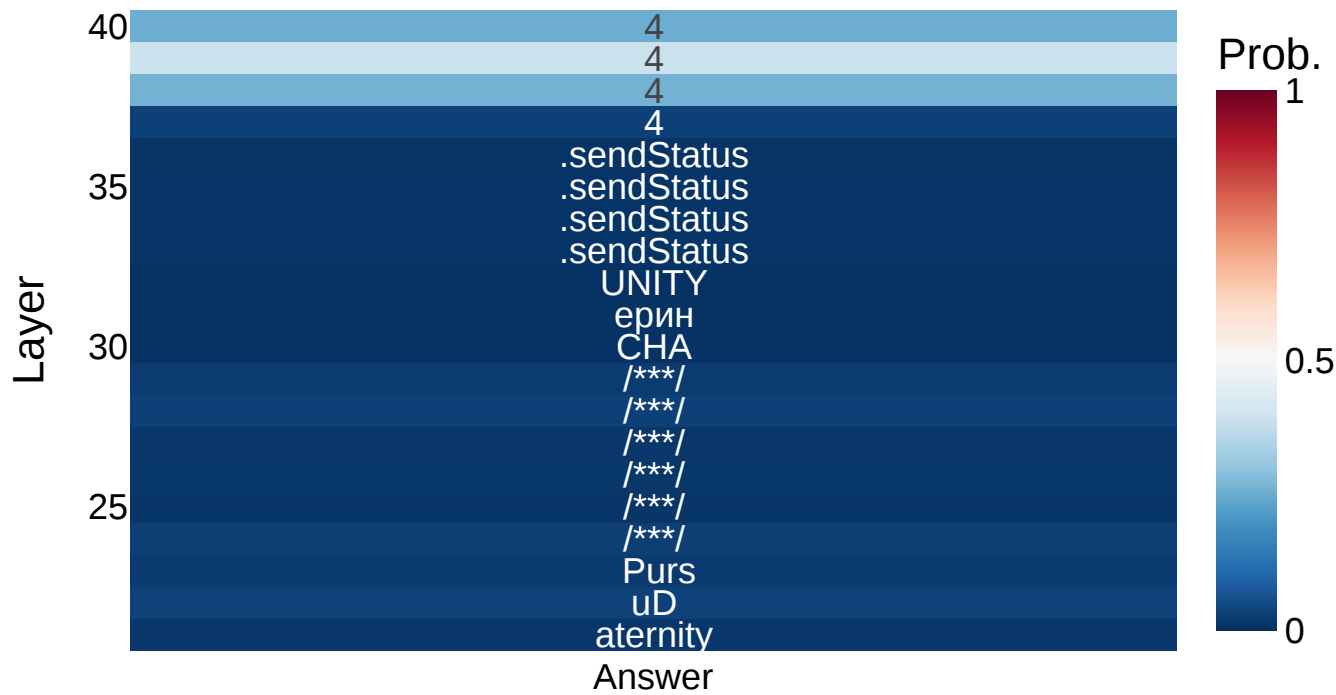 40
4
4
4
4
.sendStatus
35
.sendStatus
.sendStatus
.sendStatus
UNITY
ерин
30
CHA
/***/
/***/
/***/
/***/
25
/***/
/***/
Purs
uD
aternity
Layer
Answer
Prob.
1
0.5
0